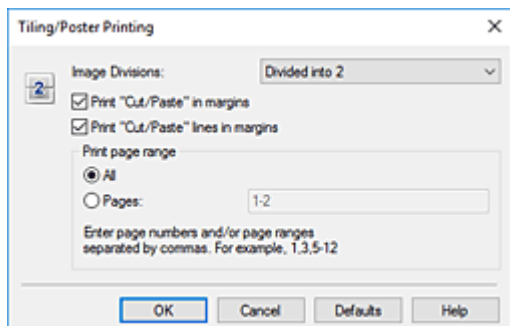 Tiling/Poster Printing
Image Divisions: Divided into 2
2
Print "Cut/Paste" in margins
Print "Cut/Paste" lines in margins
Print page range
All
Pages: 1-2
Enter page numbers and/or page ranges
separated by commas. For example, 1,3,5-12
OK Cancel Defaults Help